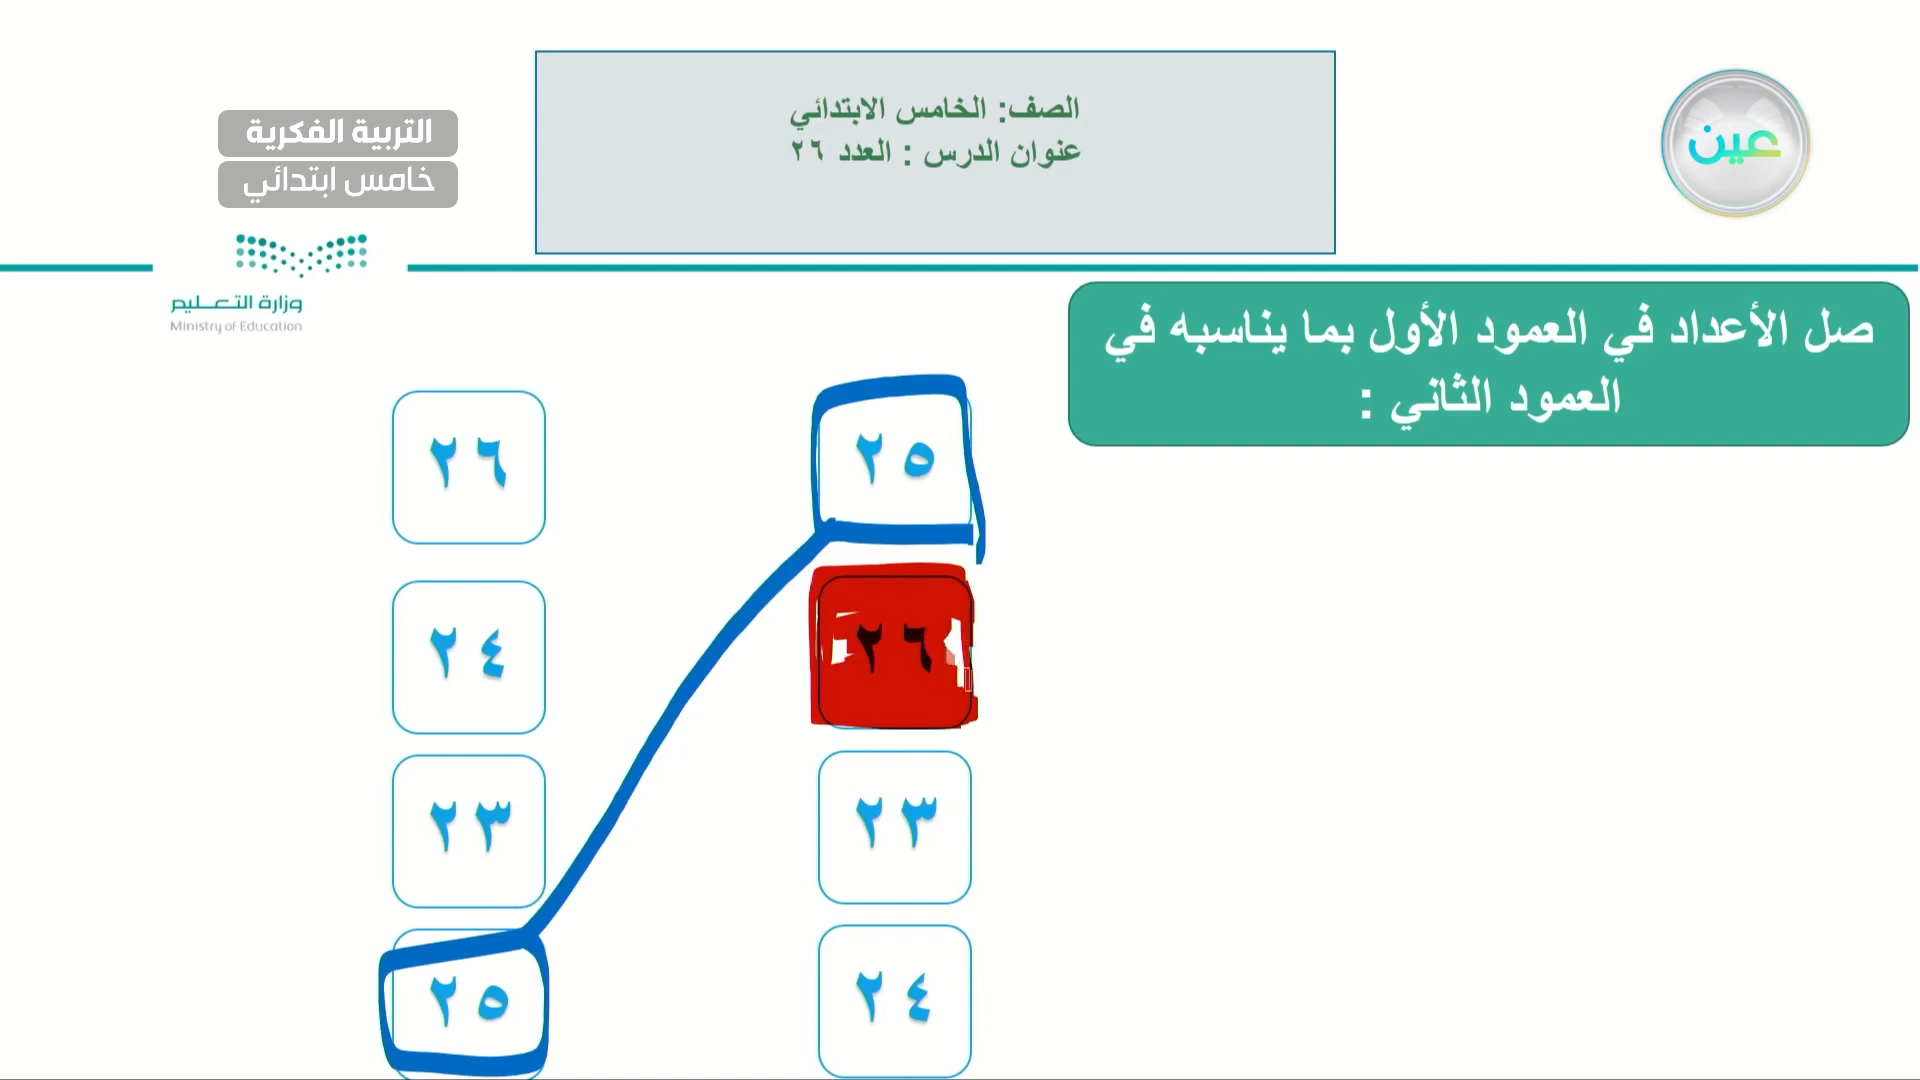 الصف: الخامس الابتدائي
عنوان الدرس : العدد ٢٦
عين
التربية الفكرية
خامس ابتدائي
وزارة التعليم
Ministry of Education
صل الأعداد في العمود الأول بما يناسبه في
العمود الثاني :
٢٥
٢٦
٢٦
٢٤
٢٣
٢٣
٢٤
٢٥